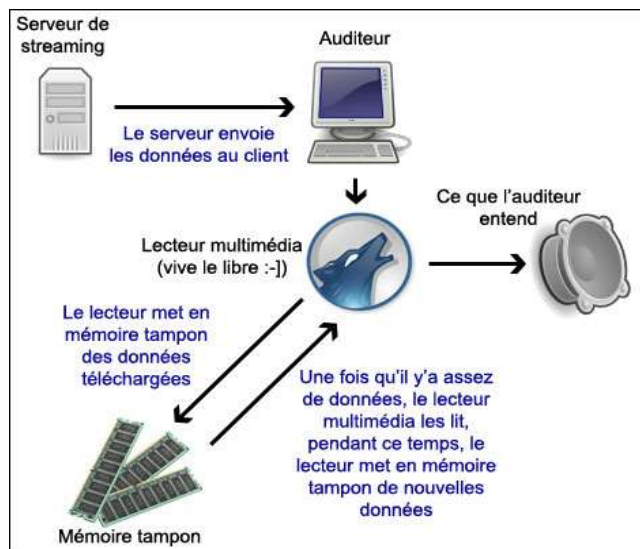 Serveur de
streaming
Auditeur
Le serveur envoie
les données au client
Ce que l'auditeur
entend
Lecteur multimédia
(vive le libre :-])
Le lecteur met en
mémoire tampon
des données
téléchargées
Une fois qu'il y'a assez
de données, le lecteur
multimédia les lit,
pendant ce temps, le
lecteur met en mémoire
tampon de nouvelles
données
Mémoire tampon